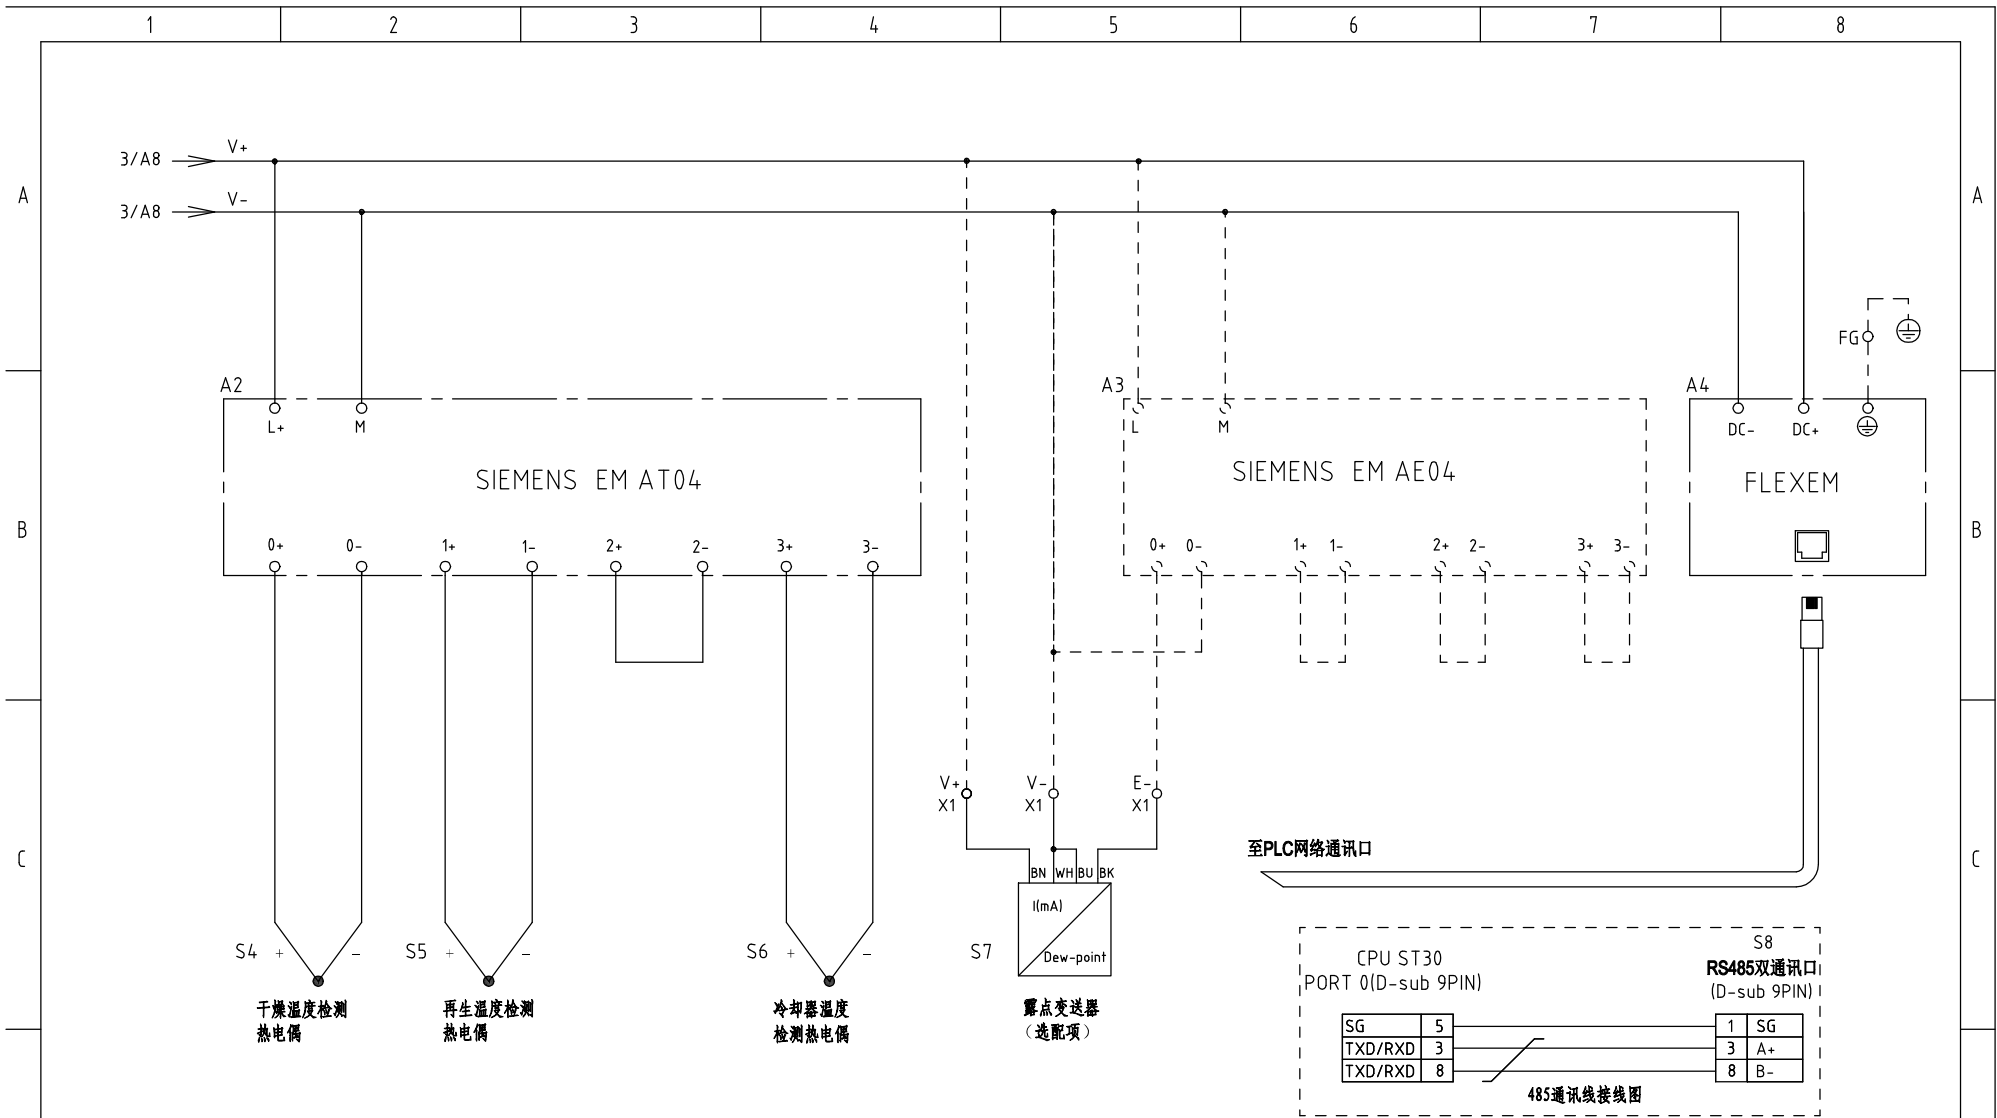 1 2 3 4 5 6 7 8
3/A8 V+
3/A8 V-
A A
FG
A2 A3 A4
L+ M L M DC- DC+
SIEMENS EM AT04 SIEMENS EM AE04 FLEXEM
B B
0+ 0- 1+ 1- 2+ 2- 3+ 3- 0+ 0- 1+ 1- 2+ 2- 3+ 3-
V+ V- E-
X1 X1 X1
至PLC网络通讯口
C C
BN WH BU BK
I(mA)
Dew-point
S4 + - S5 + - S6 + - S7
干燥温度检测
热电偶
再生温度检测
热电偶
冷却器温度
检测热电偶
露点变送器
（选配项）
CPU ST30
PORT 0(D-sub 9PIN)
S8
RS485双通讯口
(D-sub 9PIN)
SG 5 1 SG
TXD/RXD 3 3 A+
TXD/RXD 8 8 B-
485通讯线接线图